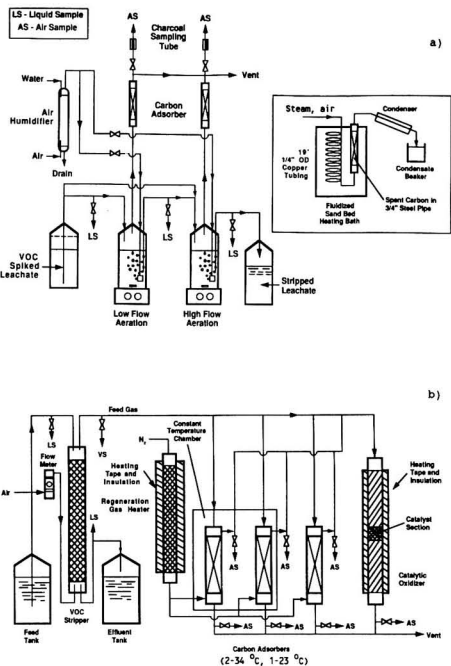 LS - Liquid Sample
AS - Air Sample
a)
AS
AS
Charcoal
Sampling
Tube
Vent
Water
Air
Humidifier
Carbon
Adsorber
Air
Drain
LS
LS
LS
VOC
Spiked
Leachate
Low Flow
Aeration
High Flow
Aeration
Stripped
Leachate
Steam, air
Condenser
19'
1/4" OD
Copper
Tubing
Condensate
Beaker
Spent Carbon in
3/4" Steel Pipe
Fluidized
Sand Bed
Heating Bath
b)
Feed Gas
LS
VS
Flow
Meter
Air
LS
Feed
Tank
VOC
Stripper
Effluent
Tank
N₂
Heating
Tape and
Insulation
Regeneration
Gas Heater
Constant
Temperature
Chamber
AS
AS
AS
AS
AS
AS
AS
Heating
Tape and
Insulation
Catalyst
Section
Catalytic
Oxidizer
Vent
Carbon Adsorbers
(2-34 °C, 1-23 °C)